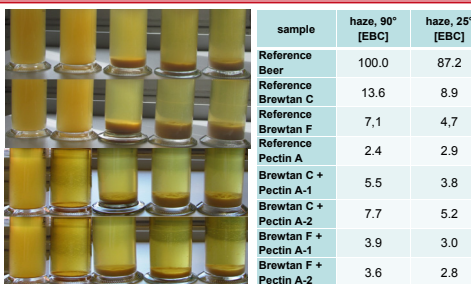 sample haze, 90° [EBC] haze, 25° [EBC]
Reference Beer 100.0 87.2
Reference Brewtan C 13.6 8.9
Reference Brewtan F 7,1 4,7
Reference Pectin A 2.4 2.9
Brewtan C + Pectin A-1 5.5 3.8
Brewtan C + Pectin A-2 7.7 5.2
Brewtan F + Pectin A-1 3.9 3.0
Brewtan F + Pectin A-2 3.6 2.8